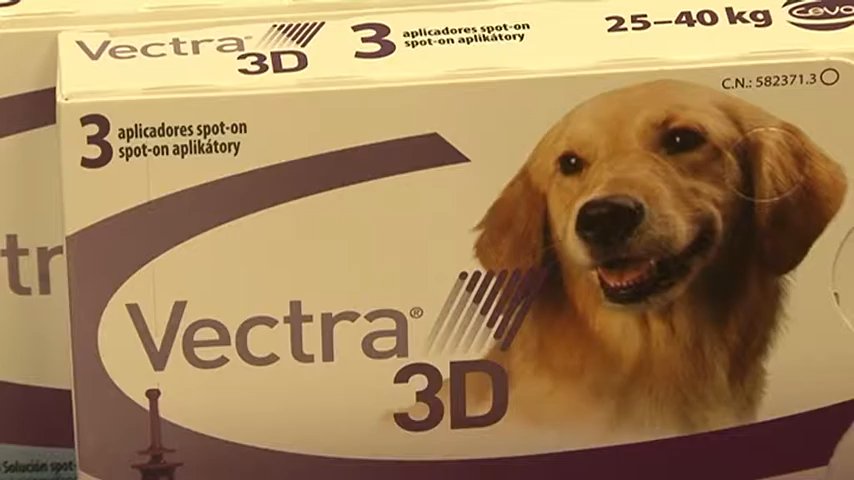 Vectra 3D
3 aplicadores spot-on
spot-on aplikátory
25–40 kg
Ceva
C.N.: 582371.3
3 aplicadores spot-on
spot-on aplikátory
tr
Vectra®
3D
Solución spot-